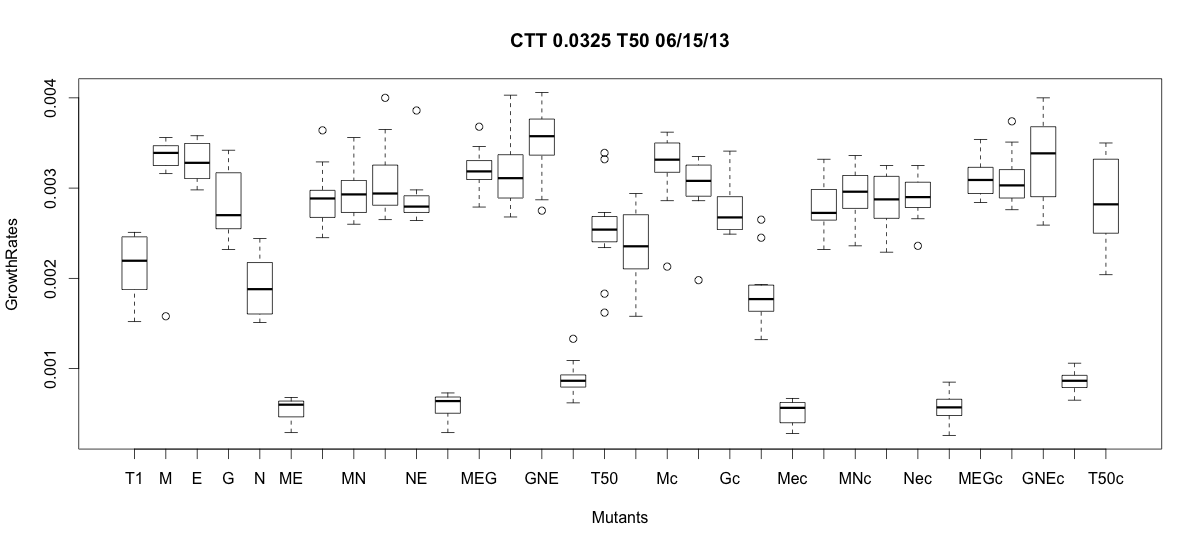 CTT 0.0325 T50 06/15/13
GrowthRates
0.004
0.003
0.002
0.001
T1 M E G N ME MN NE MEG GNE T50 Mc Gc Mec MNc Nec MEGc GNEc T50c
Mutants